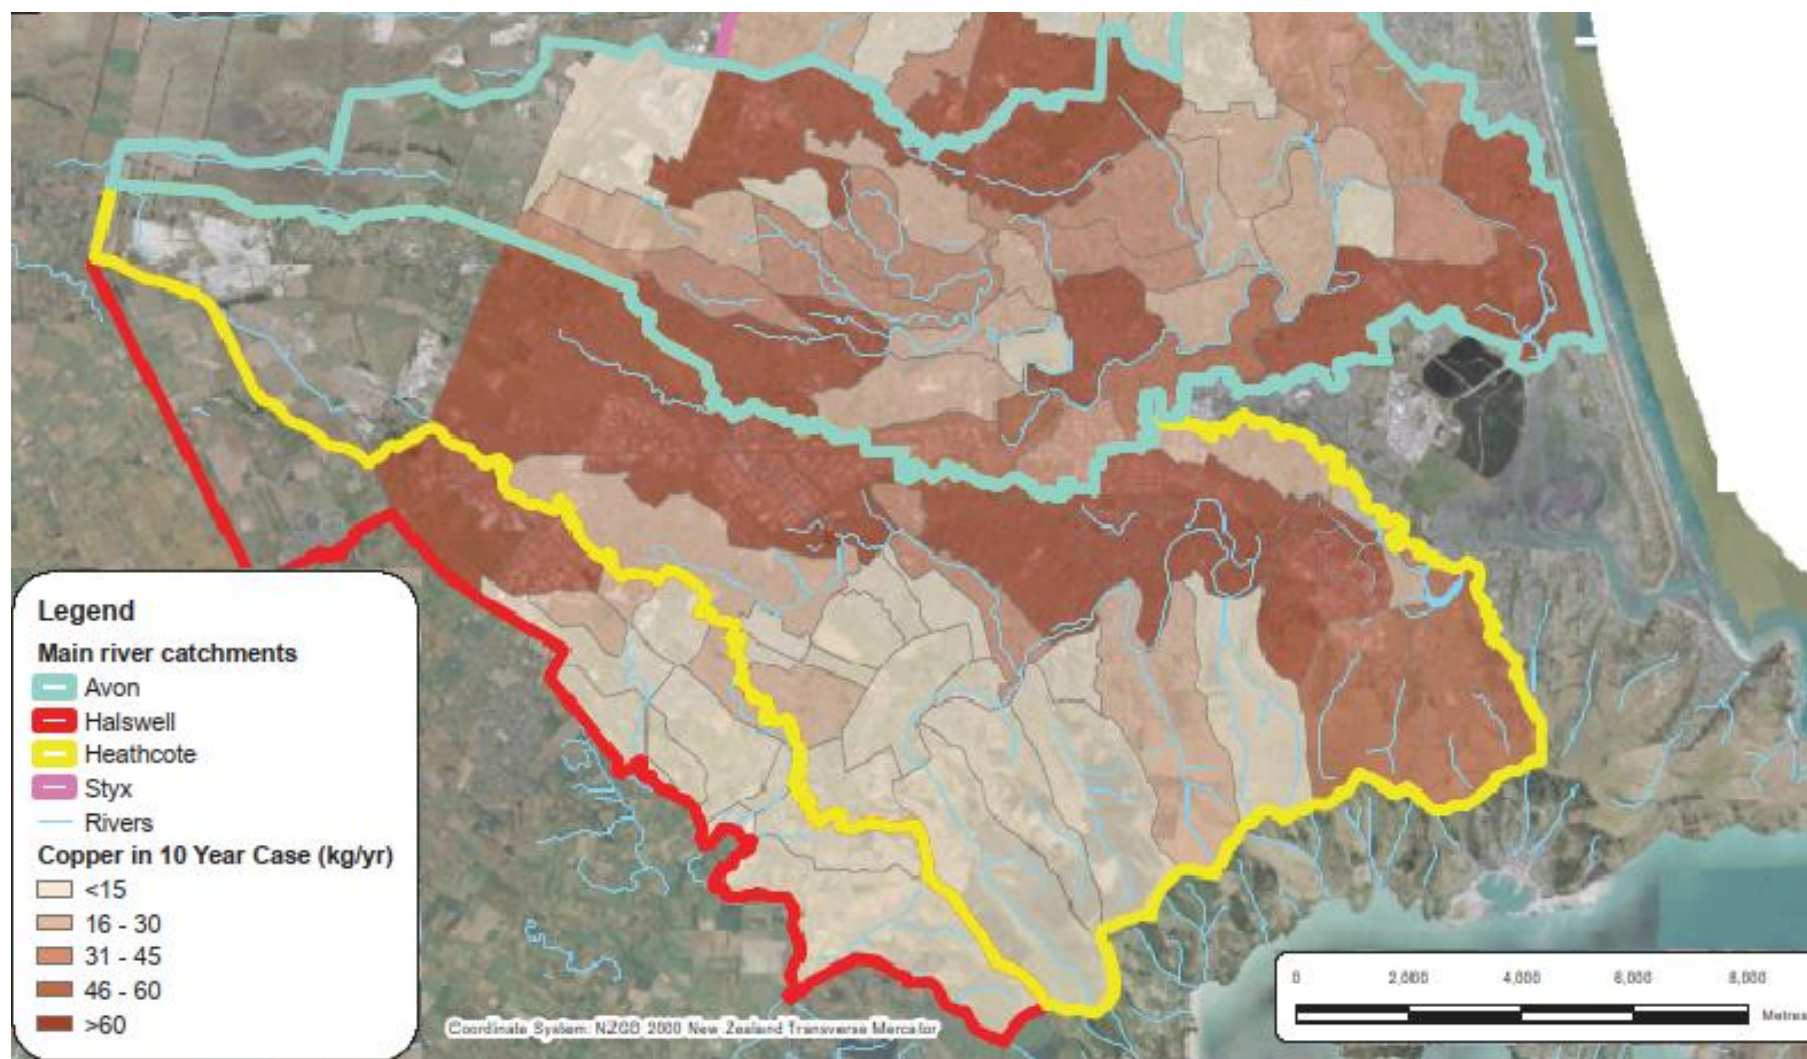 Legend
Main river catchments
Avon
Halswell
Heathcote
Styx
Rivers
Copper in 10 Year Case (kg/yr)
<15
16 - 30
31 - 45
46 - 60
>60
Coordinate System: NZGD 2000 New Zealand Transverse Mercator
0 2,000 4,000 6,000 8,000
Metres